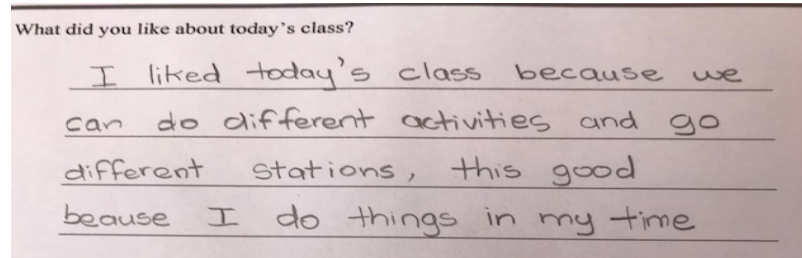 What did you like about today's class?
I liked today's class because we
can do different activities and go
different stations, this good
beause I do things in my time